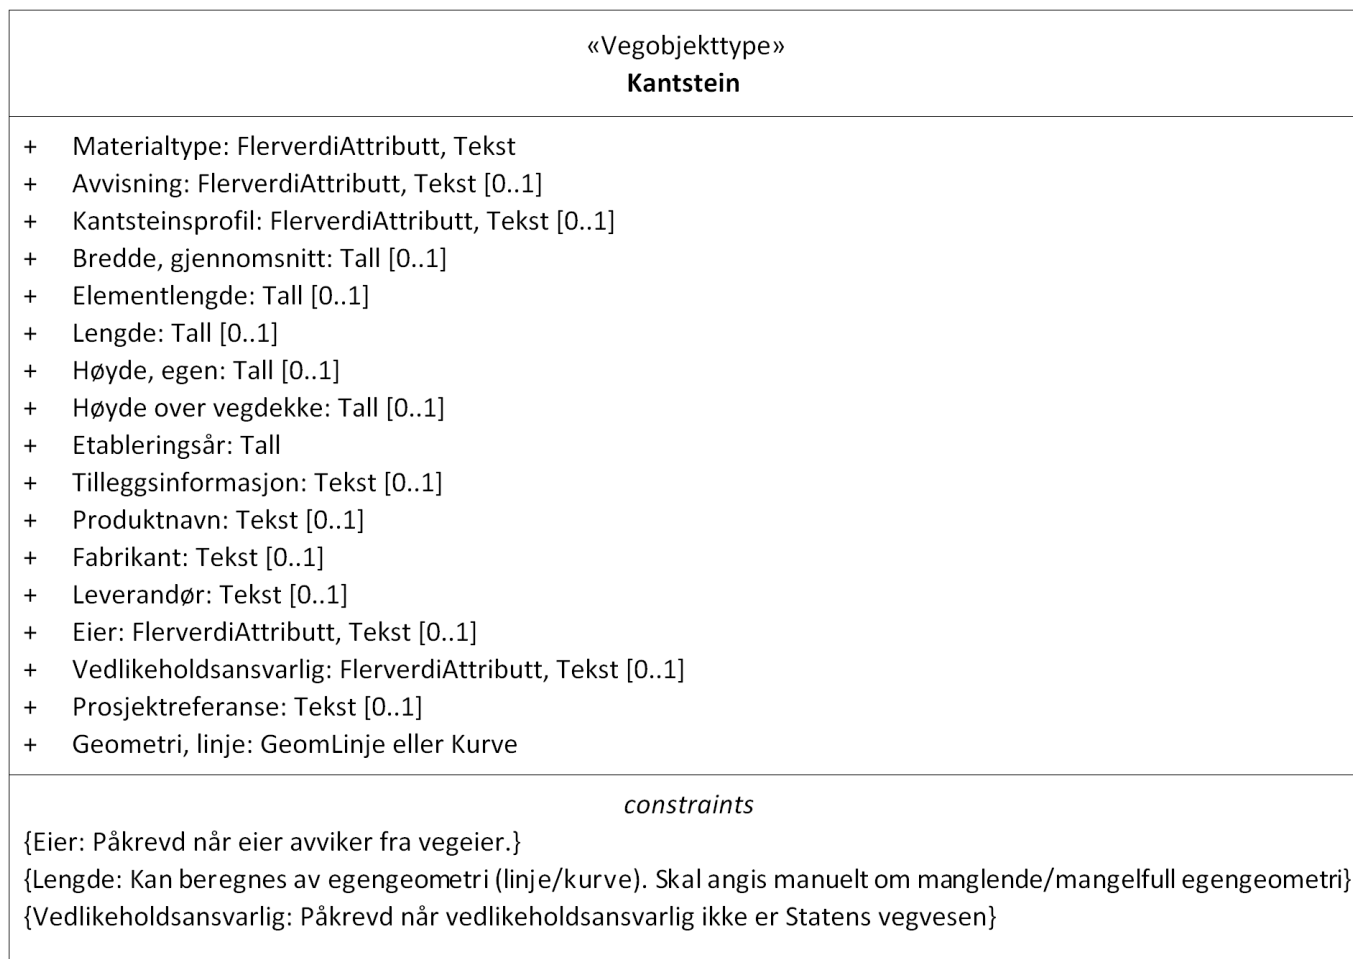 «Vegobjekttype»
Kantstein
+ Materialtype: FlerverdiAttributt, Tekst
+ Avvisning: FlerverdiAttributt, Tekst [0..1]
+ Kantsteinsprofil: FlerverdiAttributt, Tekst [0..1]
+ Bredde, gjennomsnitt: Tall [0..1]
+ Elementlengde: Tall [0..1]
+ Lengde: Tall [0..1]
+ Høyde, egen: Tall [0..1]
+ Høyde over vegdekke: Tall [0..1]
+ Etableringsår: Tall
+ Tilleggsinformasjon: Tekst [0..1]
+ Produktnavn: Tekst [0..1]
+ Fabrikant: Tekst [0..1]
+ Leverandør: Tekst [0..1]
+ Eier: FlerverdiAttributt, Tekst [0..1]
+ Vedlikeholdsansvarlig: FlerverdiAttributt, Tekst [0..1]
+ Prosjektreferanse: Tekst [0..1]
+ Geometri, linje: GeomLinje eller Kurve
constraints
{Eier: Påkrevd når eier avviker fra vegeier.}
{Lengde: Kan beregnes av egengeometri (linje/kurve). Skal angis manuelt om manglende/mangelfull egengeometri}
{Vedlikeholdsansvarlig: Påkrevd når vedlikeholdsansvarlig ikke er Statens vegvesen}